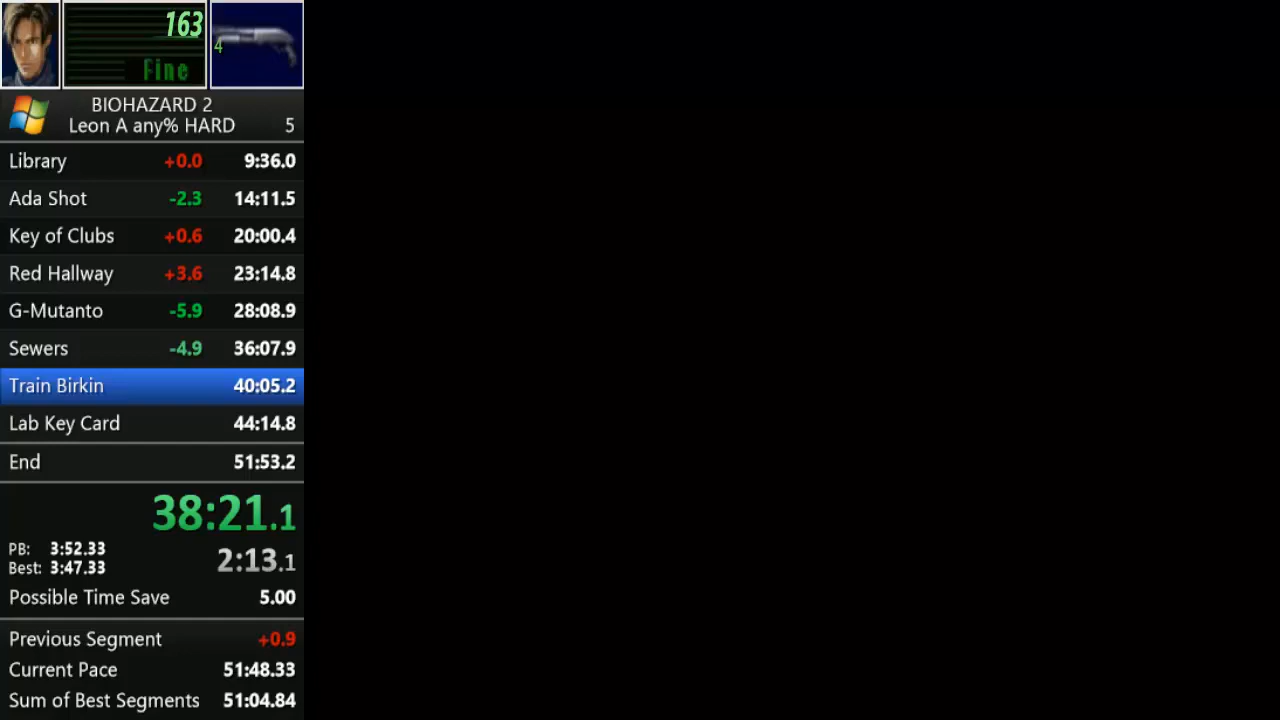 163
4
Fine
BIOHAZARD 2
Leon A any% HARD 5
Library +0.0 9:36.0
Ada Shot -2.3 14:11.5
Key of Clubs +0.6 20:00.4
Red Hallway +3.6 23:14.8
G-Mutanto -5.9 28:08.9
Sewers -4.9 36:07.9
Train Birkin 40:05.2
Lab Key Card 44:14.8
End 51:53.2
38:21.1
PB: 3:52.33
Best: 3:47.33
2:13.1
Possible Time Save 5.00
Previous Segment +0.9
Current Pace 51:48.33
Sum of Best Segments 51:04.84